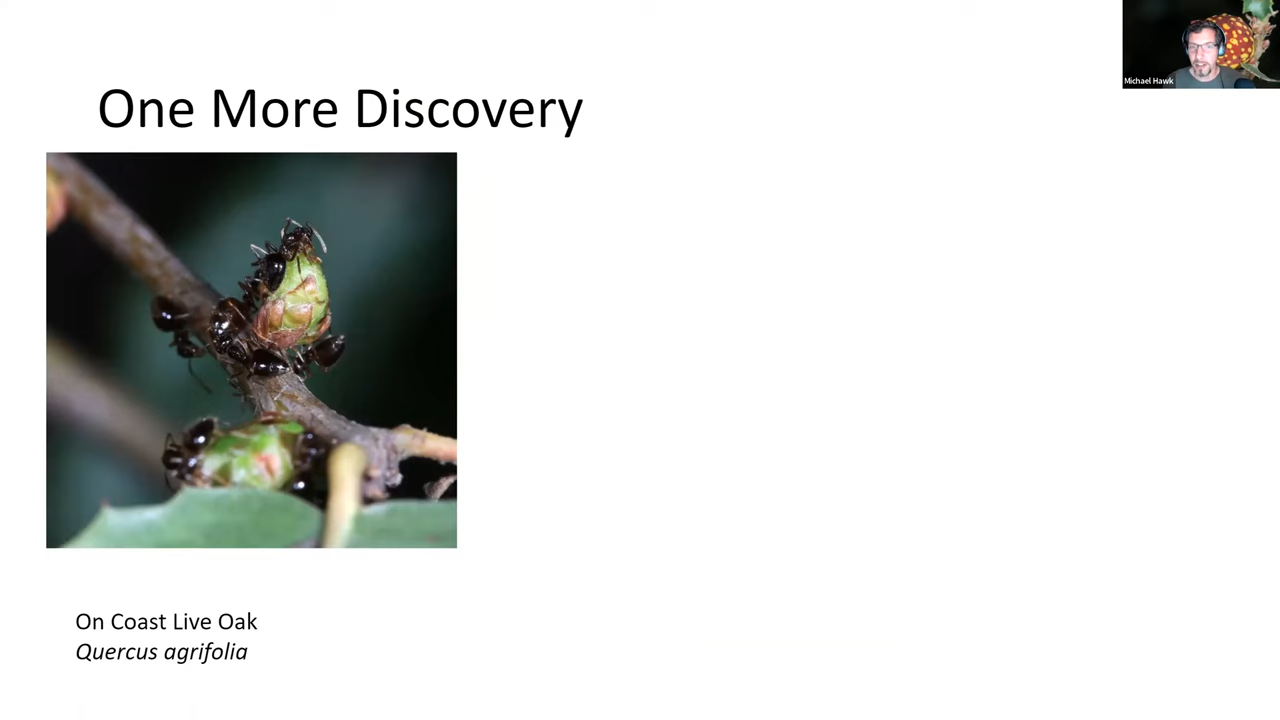 Michael Hawk
One More Discovery
On Coast Live Oak
Quercus agrifolia